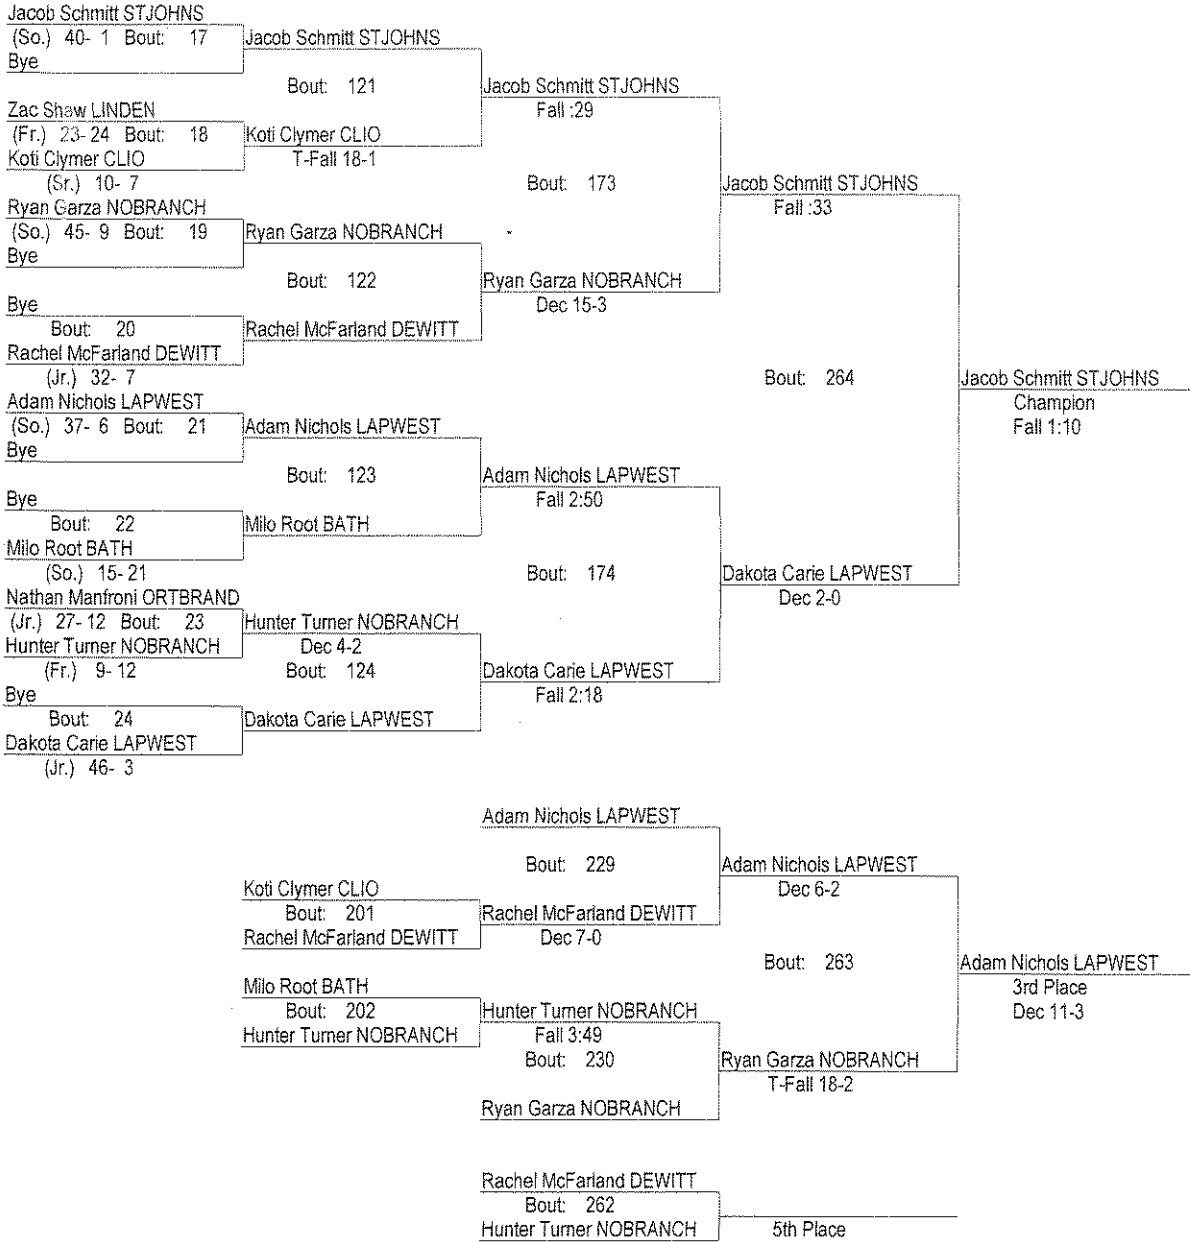 Jacob Schmitt STJOHNS
(So.) 40- 1 Bout: 17 Jacob Schmitt STJOHNS
Bye
Bout: 121 Jacob Schmitt STJOHNS
Zac Shaw LINDEN Fall :29
(Fr.) 23- 24 Bout: 18 Koti Clymer CLIO
Koti Clymer CLIO T-Fall 18-1
(Sr.) 10- 7 Bout: 173 Jacob Schmitt STJOHNS
Ryan Garza NOBRANCH Fall :33
(So.) 45- 9 Bout: 19 Ryan Garza NOBRANCH
Bye
Bout: 122 Ryan Garza NOBRANCH
Bye Dec 15-3
Bout: 20 Rachel McFarland DEWITT
Rachel McFarland DEWITT
(Jr.) 32- 7 Bout: 264 Jacob Schmitt STJOHNS
Adam Nichols LAPWEST Champion
(So.) 37- 6 Bout: 21 Adam Nichols LAPWEST Fall 1:10
Bye
Bout: 123 Adam Nichols LAPWEST
Bye Fall 2:50
Bout: 22 Milo Root BATH
Milo Root BATH
(So.) 15- 21 Bout: 174 Dakota Carie LAPWEST
Nathan Manfroni ORTBRAND Dec 2-0
(Jr.) 27- 12 Bout: 23 Hunter Turner NOBRANCH
Hunter Turner NOBRANCH Dec 4-2
(Fr.) 9- 12 Bout: 124 Dakota Carie LAPWEST
Bye Fall 2:18
Bout: 24 Dakota Carie LAPWEST
Dakota Carie LAPWEST
(Jr.) 46- 3
Adam Nichols LAPWEST
Bout: 229 Adam Nichols LAPWEST
Koti Clymer CLIO Dec 6-2
Bout: 201 Rachel McFarland DEWITT
Rachel McFarland DEWITT Dec 7-0
Bout: 263 Adam Nichols LAPWEST
Milo Root BATH 3rd Place
Bout: 202 Hunter Turner NOBRANCH Dec 11-3
Hunter Turner NOBRANCH Fall 3:49
Bout: 230 Ryan Garza NOBRANCH
T-Fall 18-2
Ryan Garza NOBRANCH
Rachel McFarland DEWITT
Bout: 262
Hunter Turner NOBRANCH 5th Place